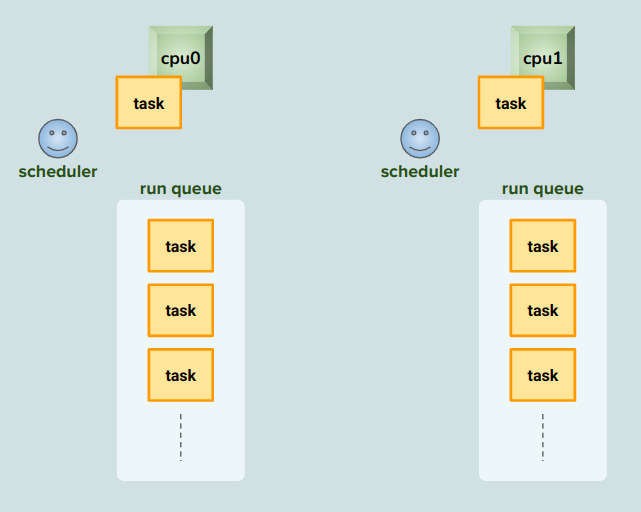 cpu0
task
scheduler
run queue
task
task
task
cpu1
task
scheduler
run queue
task
task
task